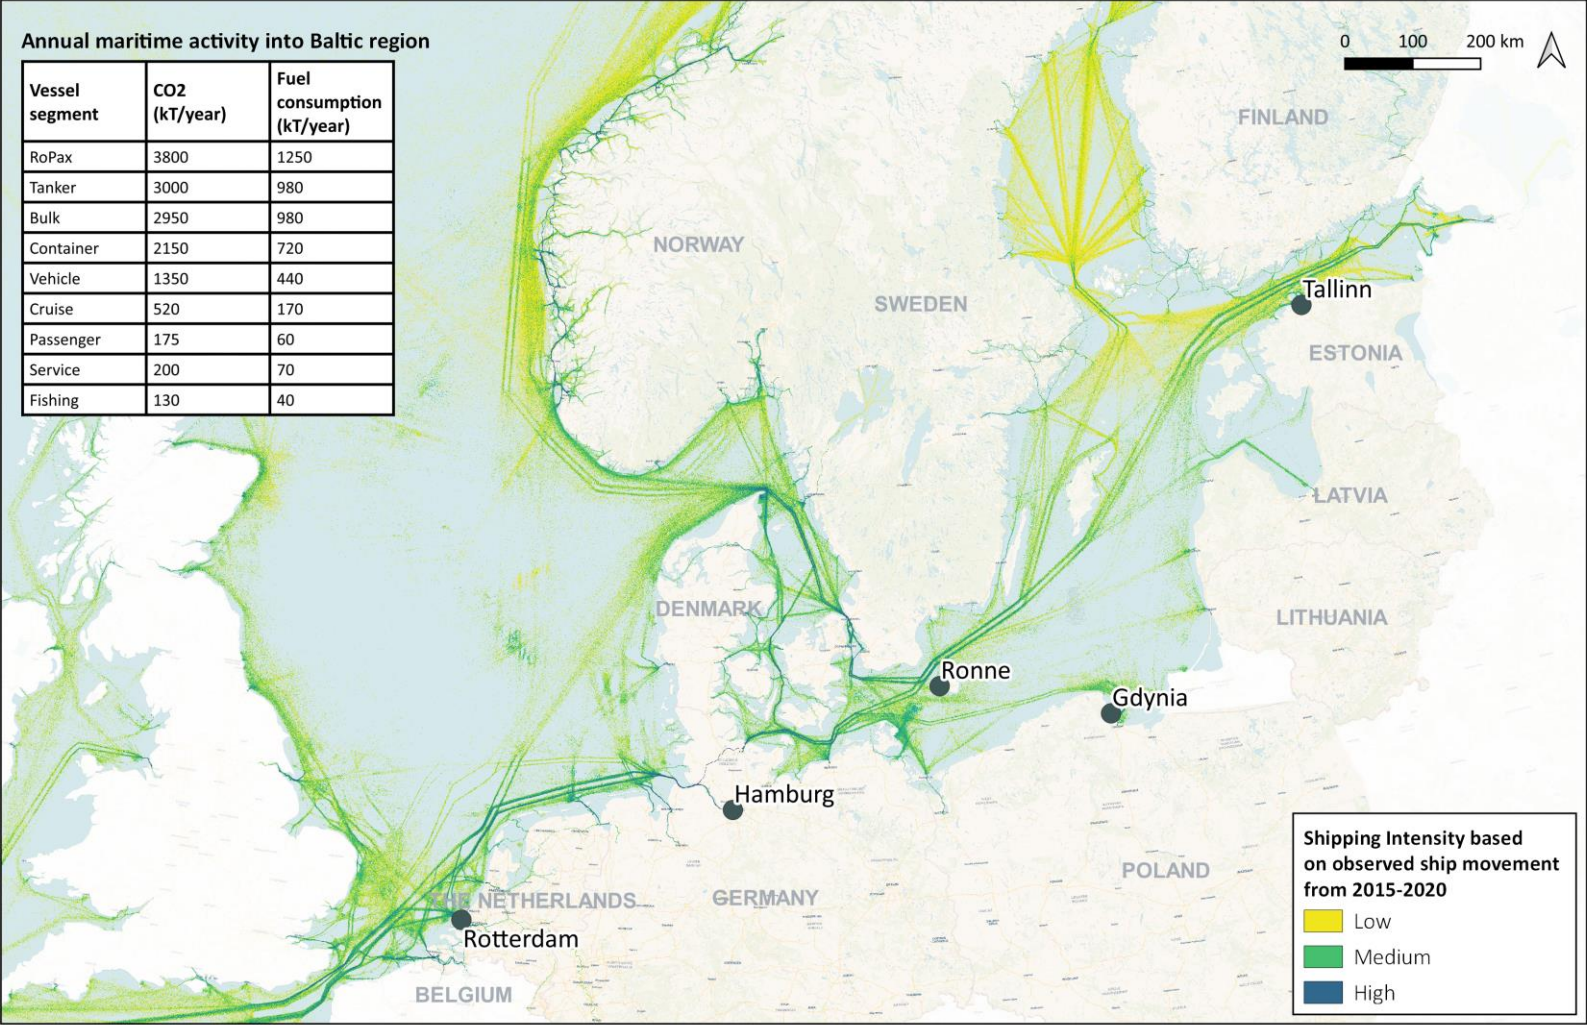 Annual maritime activity into Baltic region
Vessel segment CO2 (kT/year) Fuel consumption (kT/year)
RoPax 3800 1250
Tanker 3000 980
Bulk 2950 980
Container 2150 720
Vehicle 1350 440
Cruise 520 170
Passenger 175 60
Service 200 70
Fishing 130 40
0 100 200 km
FINLAND
NORWAY
SWEDEN
Tallinn
ESTONIA
LATVIA
DENMARK
LITHUANIA
Ronne
Gdynia
Hamburg
POLAND
THE NETHERLANDS
GERMANY
Rotterdam
BELGIUM
Shipping Intensity based
on observed ship movement
from 2015-2020
Low
Medium
High